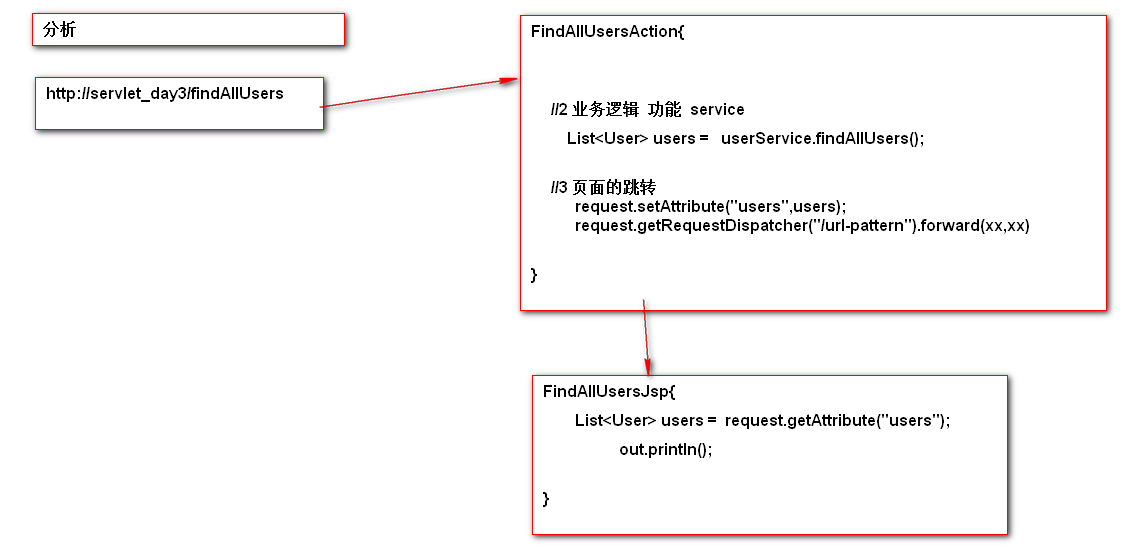 分析
http://servlet_day3/findAllUsers
FindAllUsersAction{
//2 业务逻辑 功能 service
List<User> users = userService.findAllUsers();
//3 页面的跳转
request.setAttribute("users",users);
request.getRequestDispatcher("/url-pattern").forward(xx,xx)
}
FindAllUsersJsp{
List<User> users = request.getAttribute("users");
out.println();
}